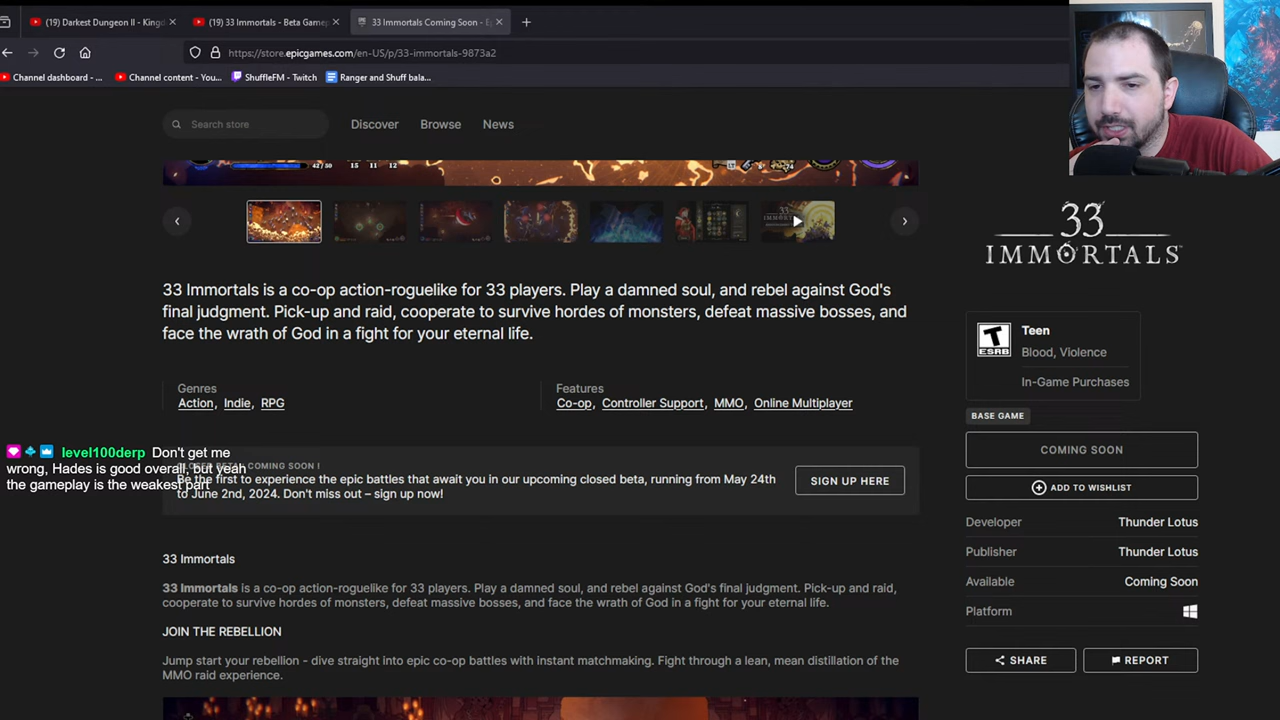 (19) Darkest Dungeon II - Kingd
(19) 33 Immortals - Beta Gamep
33 Immortals Coming Soon - Ep
https://store.epicgames.com/en-US/p/33-immortals-9873a2
Channel dashboard - ...
Channel content - You...
ShuffleFM - Twitch
Ranger and Shuff bala...
Search store
Discover
Browse
News
42/50
15
11
12
33
IMMORTALS
33 Immortals is a co-op action-roguelike for 33 players. Play a damned soul, and rebel against God's
final judgment. Pick-up and raid, cooperate to survive hordes of monsters, defeat massive bosses, and
face the wrath of God in a fight for your eternal life.
T
ESRB
Teen
Blood, Violence
In-Game Purchases
Genres
Action, Indie, RPG
Features
Co-op, Controller Support, MMO, Online Multiplayer
BASE GAME
COMING SOON
ADD TO WISHLIST
level100derp Don't get me
wrong, Hades is good overall, but yeah
the gameplay is the weakest part
BETA COMING SOON !
Be the first to experience the epic battles that await you in our upcoming closed beta, running from May 24th
to June 2nd, 2024. Don't miss out – sign up now!
SIGN UP HERE
Developer
Thunder Lotus
Publisher
Thunder Lotus
Available
Coming Soon
Platform
SHARE
REPORT
33 Immortals
33 Immortals is a co-op action-roguelike for 33 players. Play a damned soul, and rebel against God's final judgment. Pick-up and raid,
cooperate to survive hordes of monsters, defeat massive bosses, and face the wrath of God in a fight for your eternal life.
JOIN THE REBELLION
Jump start your rebellion - dive straight into epic co-op battles with instant matchmaking. Fight through a lean, mean distillation of the
MMO raid experience.